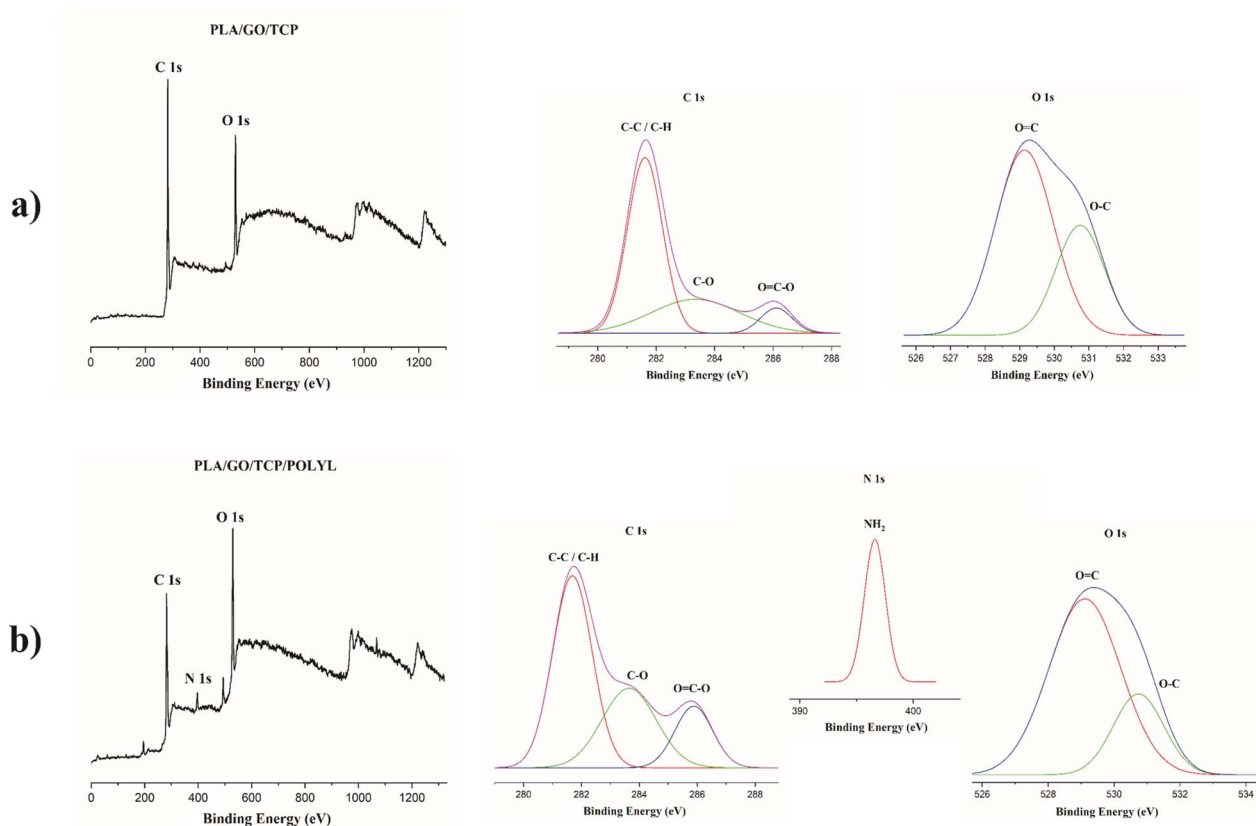 a)
PLA/GO/TCP
C 1s
O 1s
0 200 400 600 800 1000 1200
Binding Energy (eV)
C 1s
C-C / C-H
C-O
O=C-O
280 282 284 286 288
Binding Energy (eV)
O 1s
O=C
O-C
526 527 528 529 530 531 532 533
Binding Energy (eV)
b)
PLA/GO/TCP/POLYL
O 1s
C 1s
N 1s
0 200 400 600 800 1000 1200
Binding Energy (eV)
C 1s
C-C / C-H
C-O
O=C-O
280 282 284 286 288
Binding Energy (eV)
N 1s
NH₂
390 400
Binding Energy (eV)
O 1s
O=C
O-C
526 528 530 532 534
Binding Energy (eV)